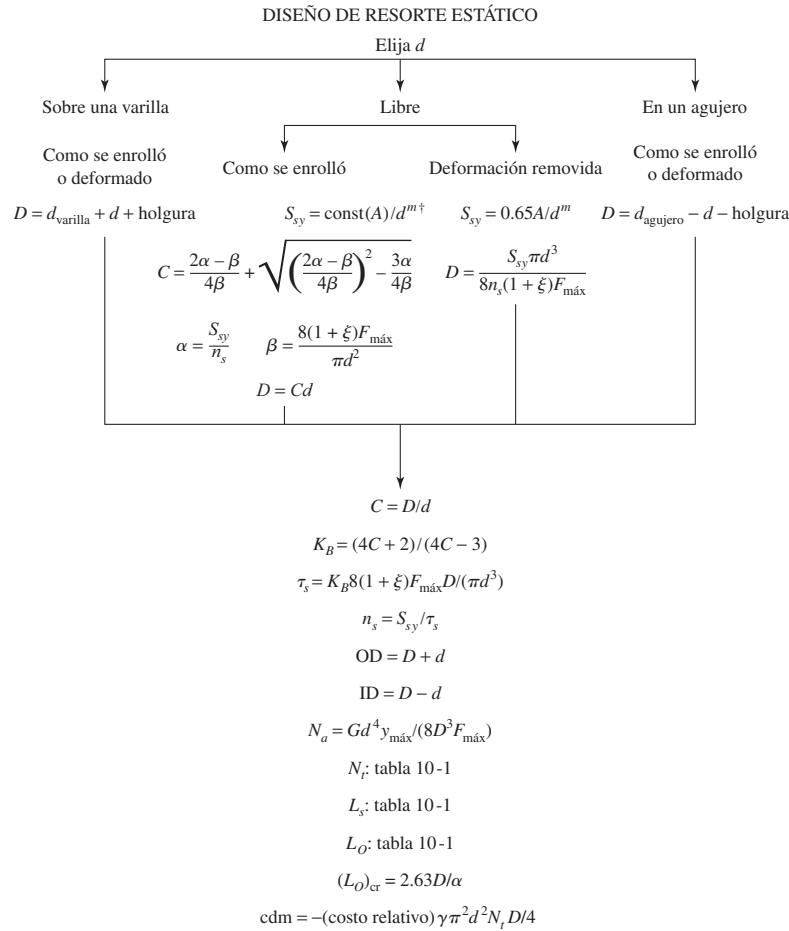 DISEÑO DE RESORTE ESTÁTICO
Elija d
Sobre una varilla
Libre
En un agujero
Como se enrolló
o deformado
Como se enrolló
Deformación removida
Como se enrolló
o deformado
D = d_varilla + d + holgura
S_sy = const(A)/d^m†
S_sy = 0.65A/d^m
D = d_agujero − d − holgura
C = (2α − β)/(4β) + √(((2α − β)/(4β))² − 3α/(4β))
D = S_sy πd³/(8n_s(1 + ξ)F_máx)
α = S_sy/n_s
β = 8(1 + ξ)F_máx/(πd²)
D = Cd
C = D/d
K_B = (4C + 2)/(4C − 3)
τ_s = K_B 8(1 + ξ)F_máx D/(πd³)
n_s = S_sy/τ_s
OD = D + d
ID = D − d
N_a = Gd⁴y_máx/(8D³F_máx)
N_t: tabla 10-1
L_s: tabla 10-1
L_O: tabla 10-1
(L_O)_cr = 2.63D/α
cdm = −(costo relativo)γπ²d²N_t D/4